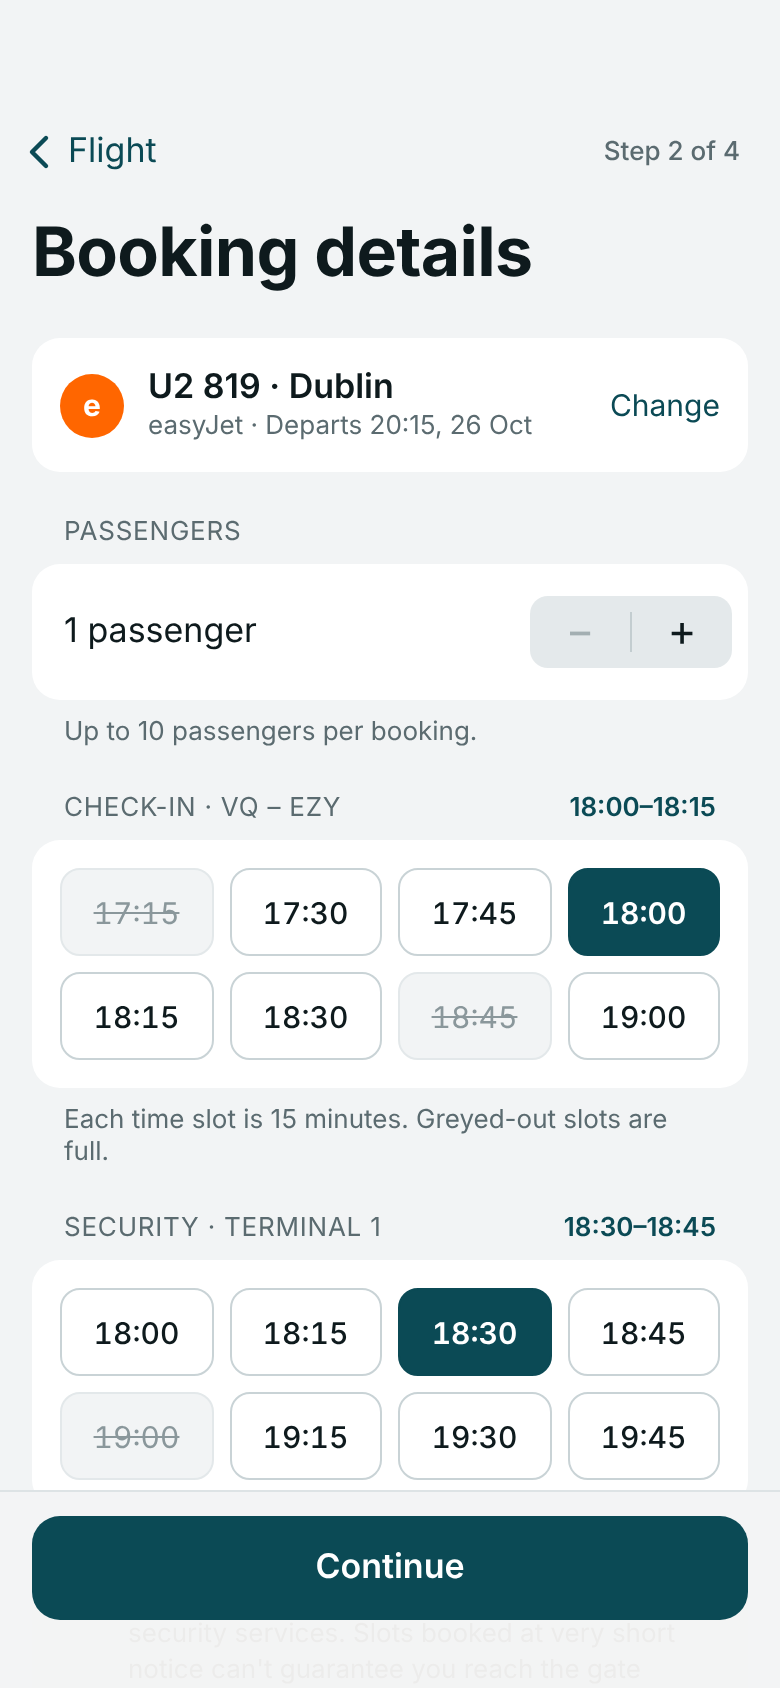 Flight
Step 2 of 4
Booking details
e
U2 819 · Dublin
easyJet · Departs 20:15, 26 Oct
Change
PASSENGERS
1 passenger
− +
Up to 10 passengers per booking.
CHECK-IN · VQ – EZY
18:00–18:15
17:15 17:30 17:45 18:00
18:15 18:30 18:45 19:00
Each time slot is 15 minutes. Greyed-out slots are
full.
SECURITY · TERMINAL 1
18:30–18:45
18:00 18:15 18:30 18:45
19:00 19:15 19:30 19:45
Continue
security services. Slots booked at very short
notice can't guarantee you reach the gate